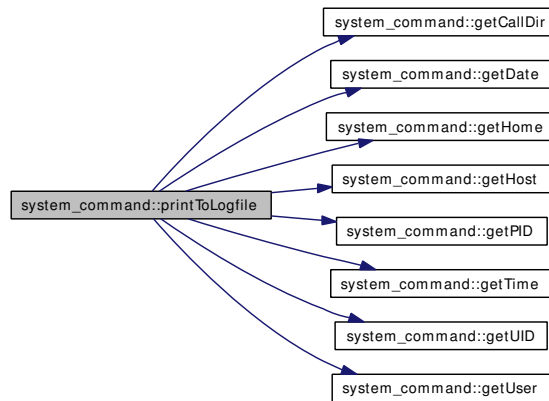 system_command::getCallDir
system_command::getDate
system_command::getHome
system_command::getHost
system_command::printToLogfile
system_command::getPID
system_command::getTime
system_command::getUID
system_command::getUser